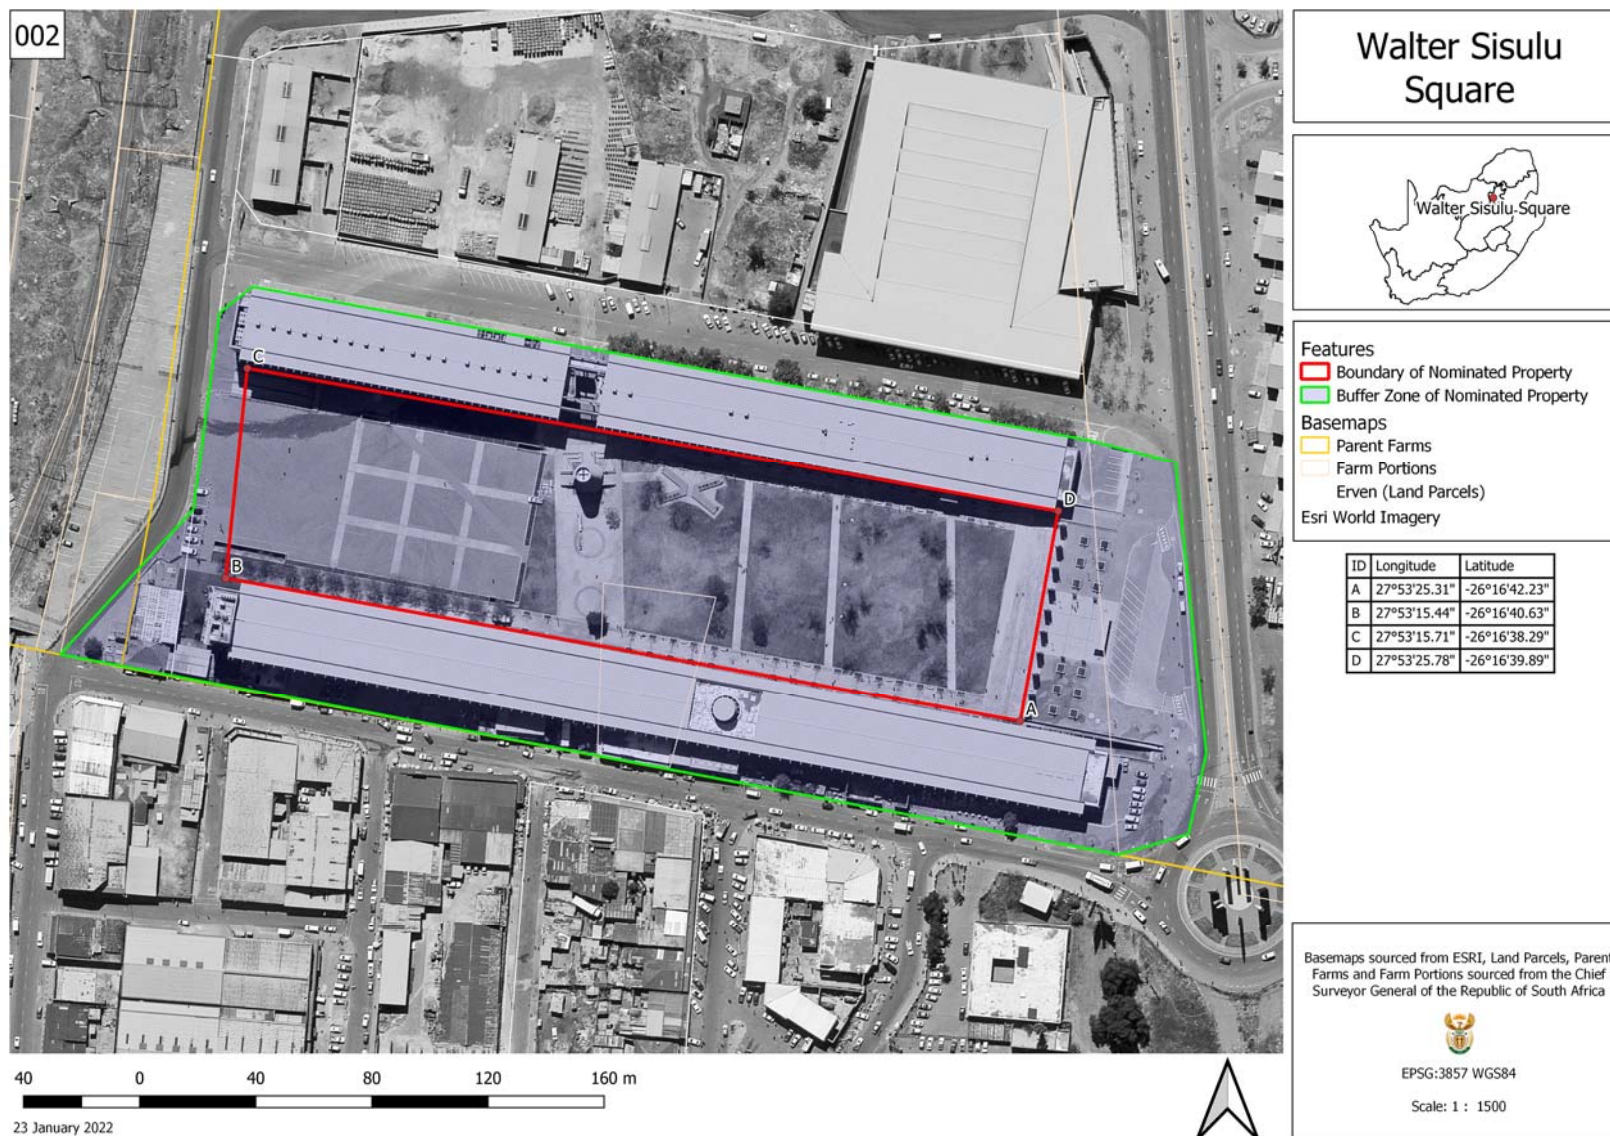 002
Walter Sisulu
Square
Walter Sisulu Square
Features
Boundary of Nominated Property
Buffer Zone of Nominated Property
Basemaps
Parent Farms
Farm Portions
Erven (Land Parcels)
Esri World Imagery
ID Longitude Latitude
A 27°53'25.31" -26°16'42.23"
B 27°53'15.44" -26°16'40.63"
C 27°53'15.71" -26°16'38.29"
D 27°53'25.78" -26°16'39.89"
C
D
B
A
Basemaps sourced from ESRI, Land Parcels, Parent
Farms and Farm Portions sourced from the Chief
Surveyor General of the Republic of South Africa
EPSG:3857 WGS84
Scale: 1 : 1500
40 0 40 80 120 160 m
23 January 2022